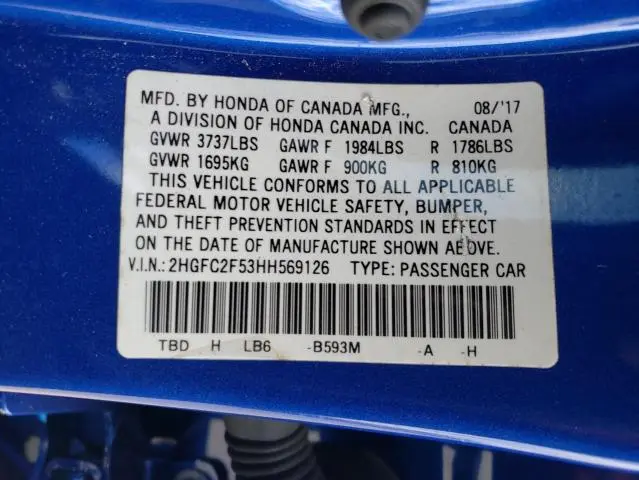 MFD. BY HONDA OF CANADA MFG., 08/'17
A DIVISION OF HONDA CANADA INC. CANADA
GVWR 3737LBS GAWR F 1984LBS R 1786LBS
GVWR 1695KG GAWR F 900KG R 810KG
THIS VEHICLE CONFORMS TO ALL APPLICABLE
FEDERAL MOTOR VEHICLE SAFETY, BUMPER,
AND THEFT PREVENTION STANDARDS IN EFFECT
ON THE DATE OF MANUFACTURE SHOWN ABOVE.
V.I.N.: 2HGFC2F53HH569126 TYPE: PASSENGER CAR
TBD H LB6 -B593M -A -H